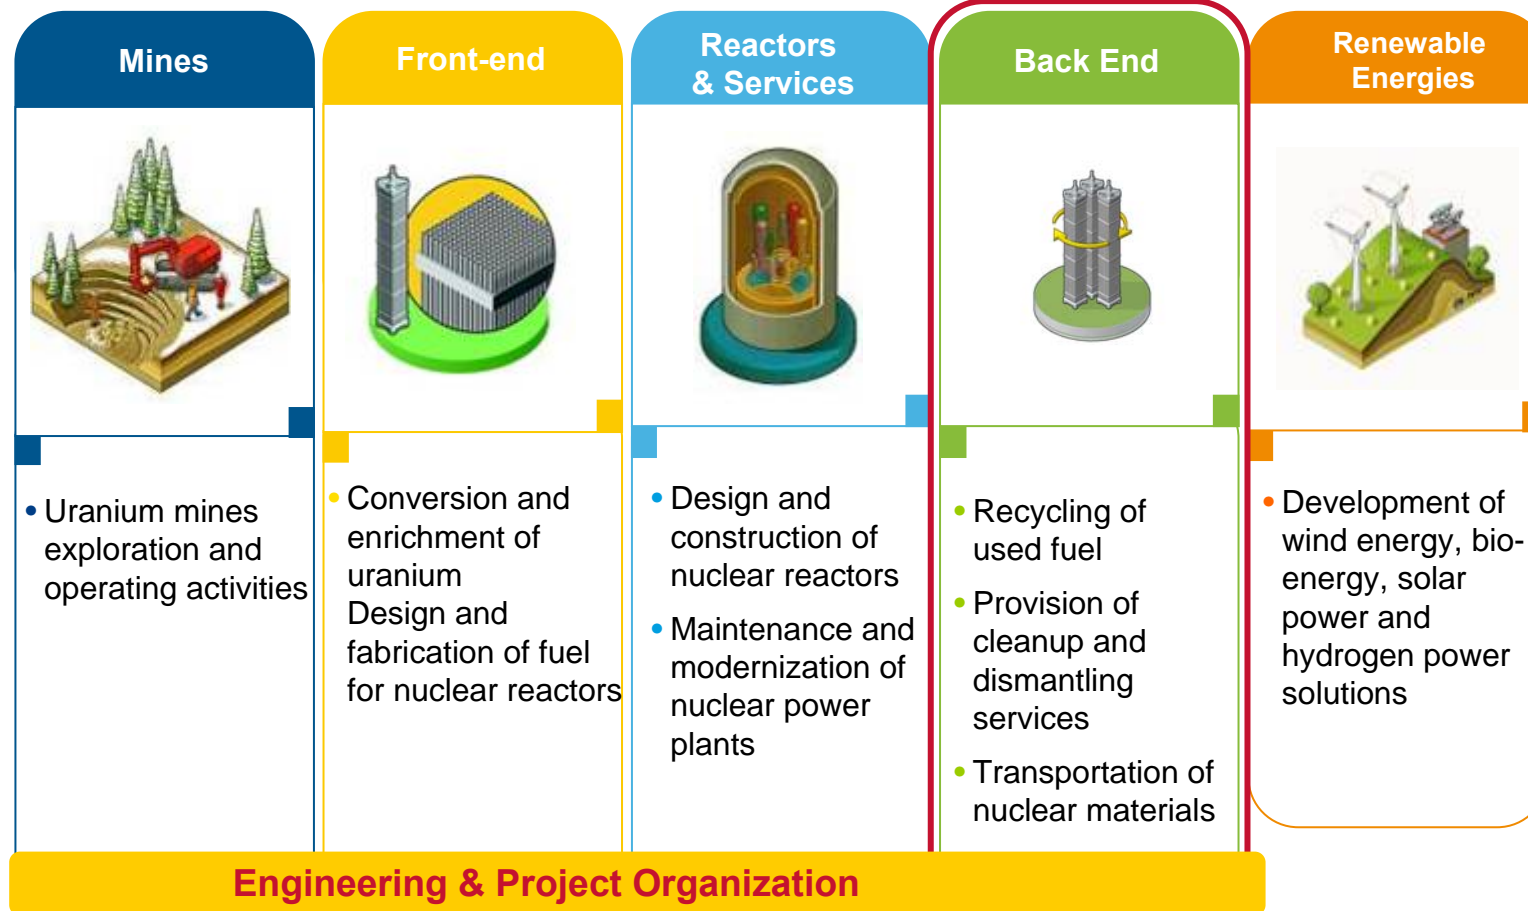 Mines
Front-end
Reactors
& Services
Back End
Renewable
Energies
• Uranium mines
exploration and
operating activities
• Conversion and
enrichment of
uranium
Design and
fabrication of fuel
for nuclear reactors
• Design and
construction of
nuclear reactors
• Maintenance and
modernization of
nuclear power
plants
• Recycling of
used fuel
• Provision of
cleanup and
dismantling
services
• Transportation of
nuclear materials
• Development of
wind energy, bio-
energy, solar
power and
hydrogen power
solutions
Engineering & Project Organization